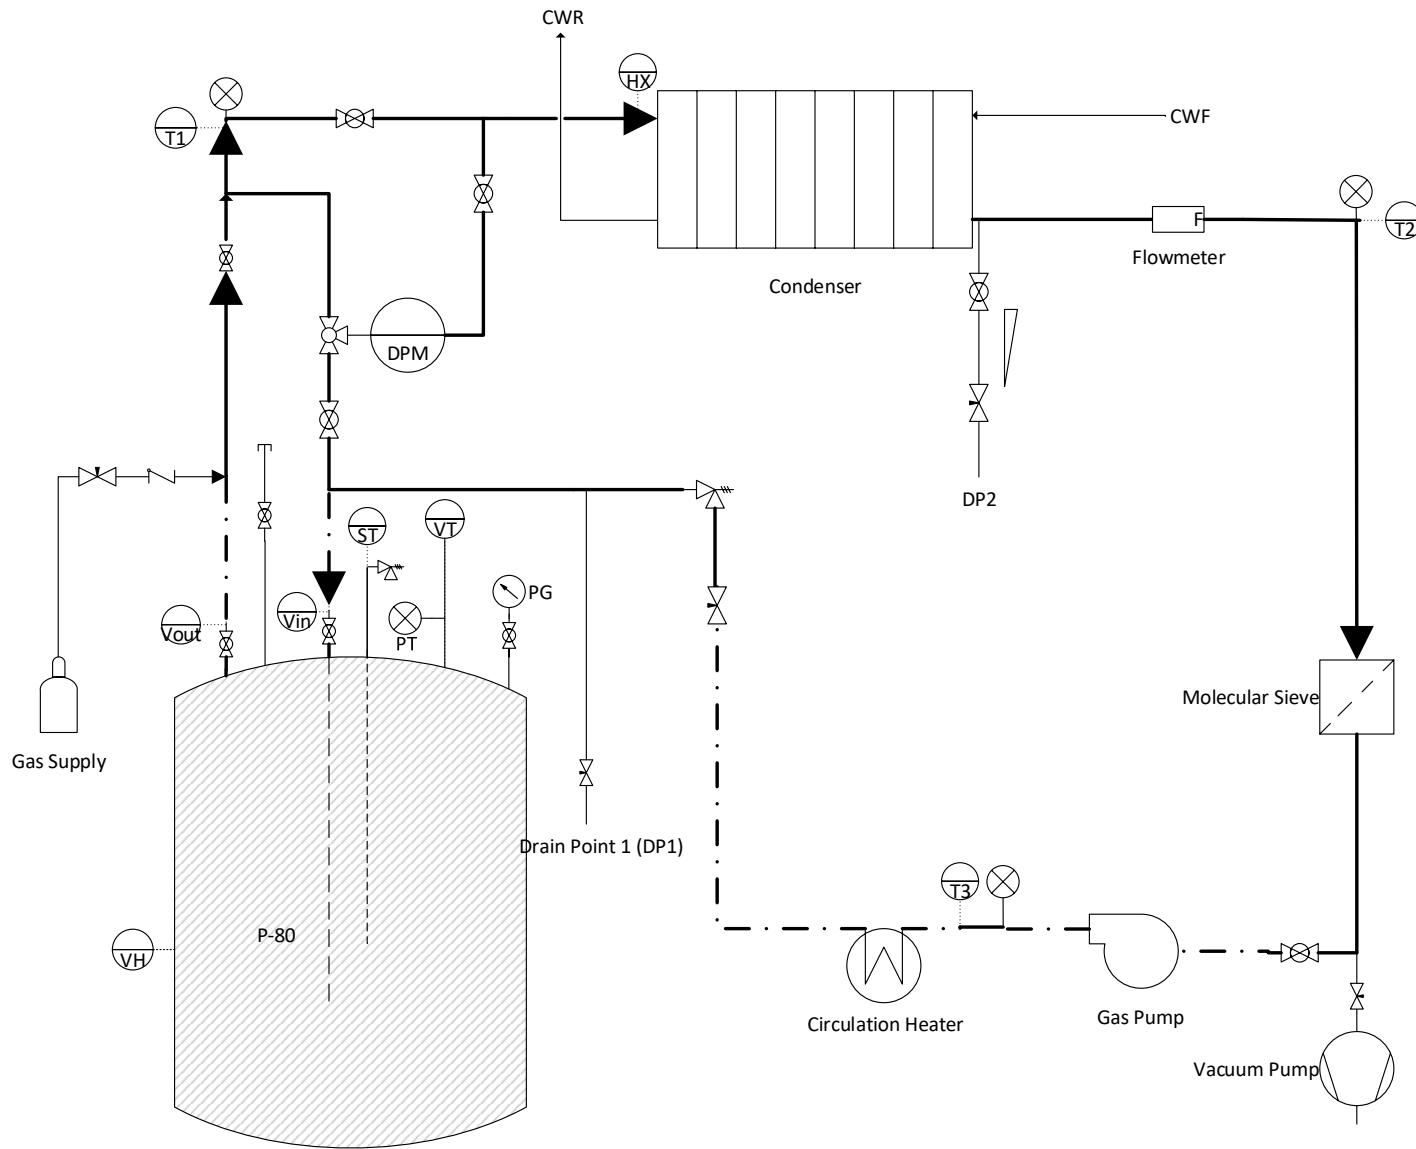 CWR
HX
T1
CWF
F
T2
Flowmeter
Condenser
DPM
DP2
ST
VT
PG
Vin
Vout
PT
Molecular Sieve
Gas Supply
Drain Point 1 (DP1)
T3
P-80
VH
Circulation Heater
Gas Pump
Vacuum Pump